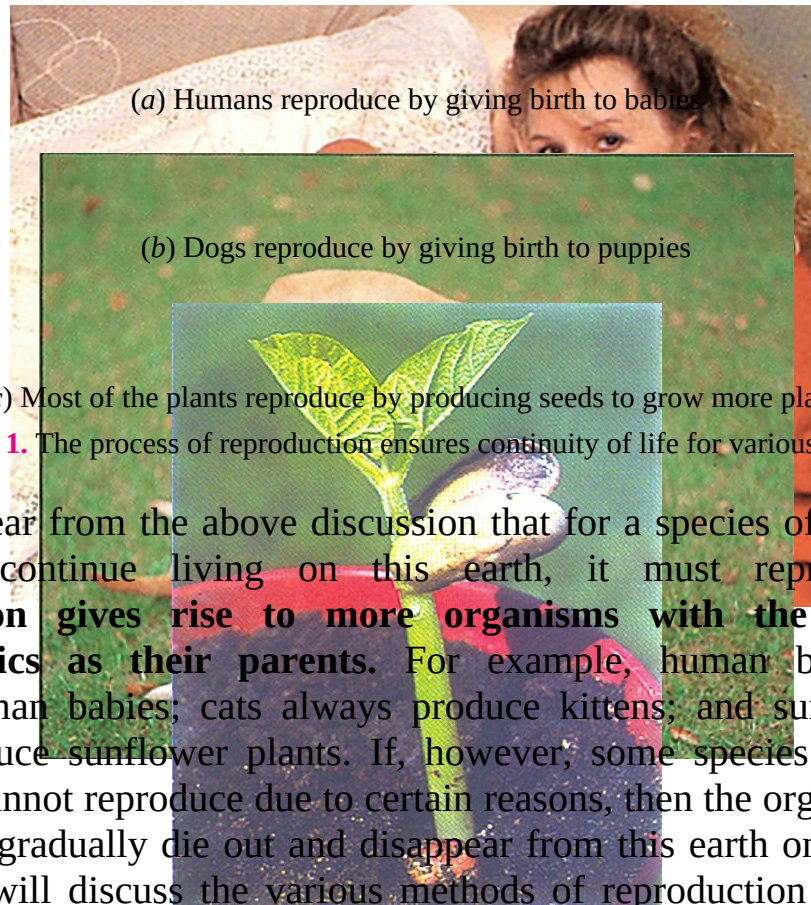 (a) Humans reproduce by giving birth to babies
(b) Dogs reproduce by giving birth to puppies
) Most of the plants reproduce by producing seeds to grow more pla
1. The process of reproduction ensures continuity of life for various
ear from the above discussion that for a species of
continue living on this earth, it must repr
on gives rise to more organisms with the
ics as their parents. For example, human b
man babies; cats always produce kittens; and su
uce sunflower plants. If, however, some species
annot reproduce due to certain reasons, then the org
gradually die out and disappear from this earth on
will discuss the various methods of reproduction